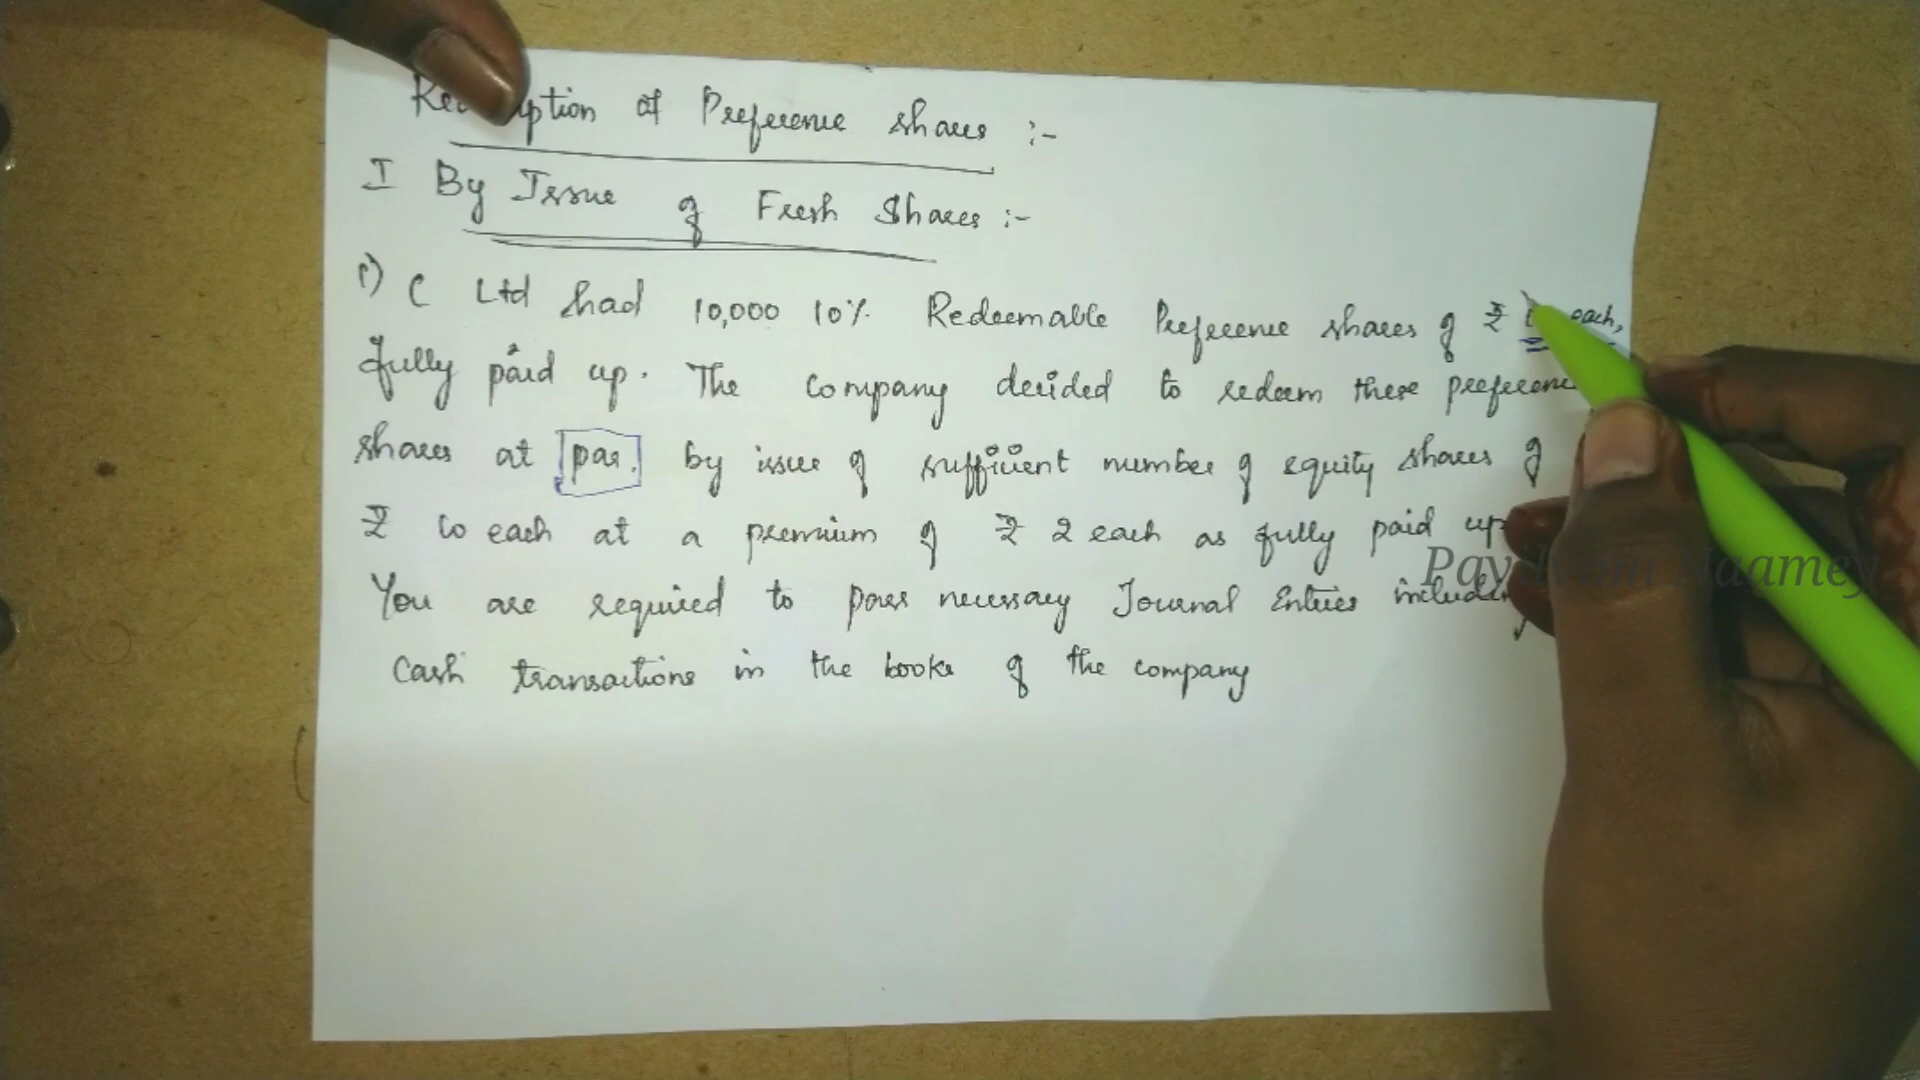 of Preference shares :-
I By Issue of Fresh Shares :-
1) C Ltd had 10,000 10% Redeemable Preference shares of ₹ each,
fully paid up. The Company decided to redeem these preference
shares at par. by issue of sufficient number of equity shares of
₹ 10 each at a premium of ₹ 2 each as fully paid up
You are required to pass necessary Journal Entries
Cash transactions in the books of the company
Naamey